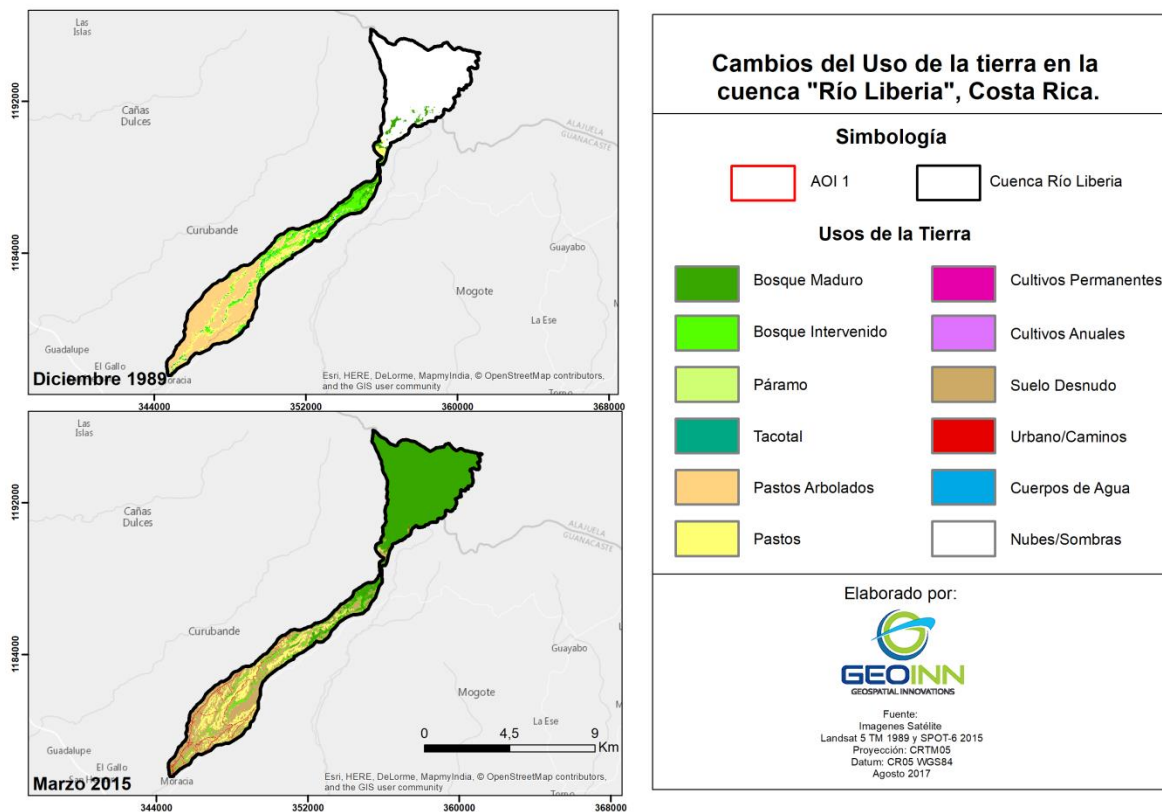 Las
Islas
1192000
Cañas
Dulces
ALAJUELA
GUANACASTE
Curubande
1184000
Guayabo
Mogote
La Ese
Guadalupe
El Gallo
Moracia
Diciembre 1989
Esri, HERE, DeLorme, MapmyIndia, © OpenStreetMap contributors,
and the GIS user community
344000
352000
360000
368000
Las
Islas
1192000
Cañas
Dulces
ALAJUELA
GUANACASTE
Curubande
1184000
Guayabo
Mogote
La Ese
0 4,5 9
Km
Guadalupe
El Gallo
Moracia
Marzo 2015
Esri, HERE, DeLorme, MapmyIndia, © OpenStreetMap contributors,
and the GIS user community
344000
352000
360000
368000
Cambios del Uso de la tierra en la
cuenca "Río Liberia", Costa Rica.
Simbología
AOI 1
Cuenca Río Liberia
Usos de la Tierra
Bosque Maduro
Cultivos Permanentes
Bosque Intervenido
Cultivos Anuales
Páramo
Suelo Desnudo
Tacotal
Urbano/Caminos
Pastos Arbolados
Cuerpos de Agua
Pastos
Nubes/Sombras
Elaborado por:
GEOINN
GEOSPATIAL INNOVATIONS
Fuente:
Imagenes Satélite
Landsat 5 TM 1989 y SPOT-6 2015
Proyección: CRTM05
Datum: CR05 WGS84
Agosto 2017